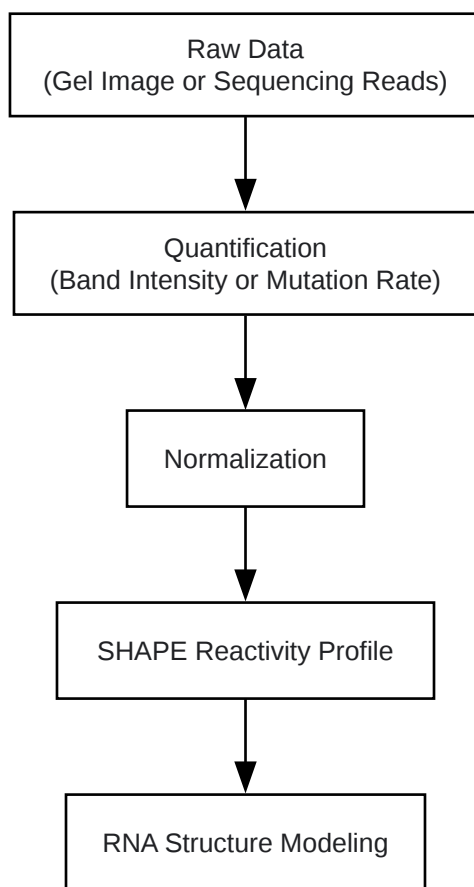 Raw Data
(Gel Image or Sequencing Reads)
Quantification
(Band Intensity or Mutation Rate)
Normalization
SHAPE Reactivity Profile
RNA Structure Modeling